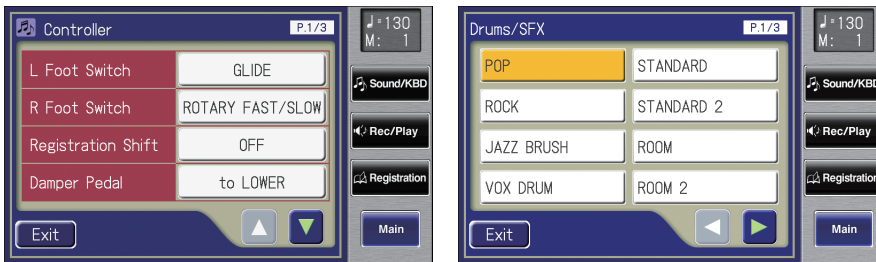 Controller P.1/3
♩=130
M: 1
L Foot Switch GLIDE
R Foot Switch ROTARY FAST/SLOW
Registration Shift OFF
Damper Pedal to LOWER
Exit
Sound/KBD
Rec/Play
Registration
Main
Drums/SFX P.1/3
♩=130
M: 1
POP STANDARD
ROCK STANDARD 2
JAZZ BRUSH ROOM
VOX DRUM ROOM 2
Exit
Sound/KBD
Rec/Play
Registration
Main